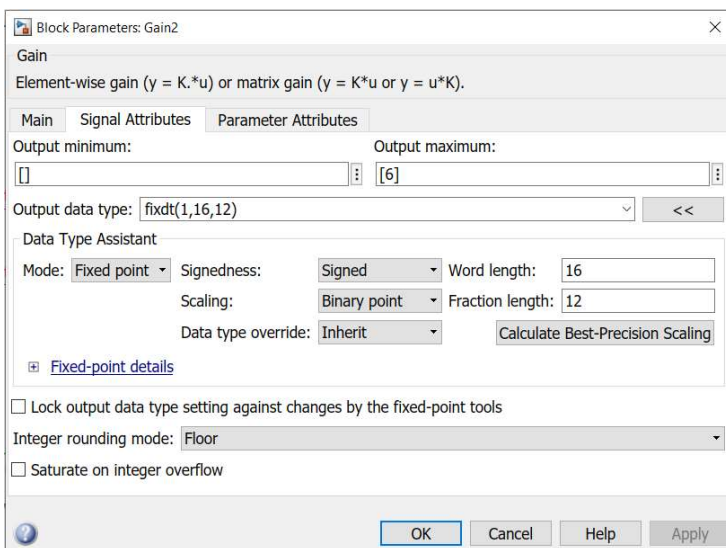 Block Parameters: Gain2
Gain
Element-wise gain (y = K.*u) or matrix gain (y = K*u or y = u*K).
Main Signal Attributes Parameter Attributes
Output minimum: Output maximum:
[] [6]
Output data type: fixdt(1,16,12) <<
Data Type Assistant
Mode: Fixed point Signedness: Signed Word length: 16
Scaling: Binary point Fraction length: 12
Data type override: Inherit Calculate Best-Precision Scaling
Fixed-point details
Lock output data type setting against changes by the fixed-point tools
Integer rounding mode: Floor
Saturate on integer overflow
OK Cancel Help Apply